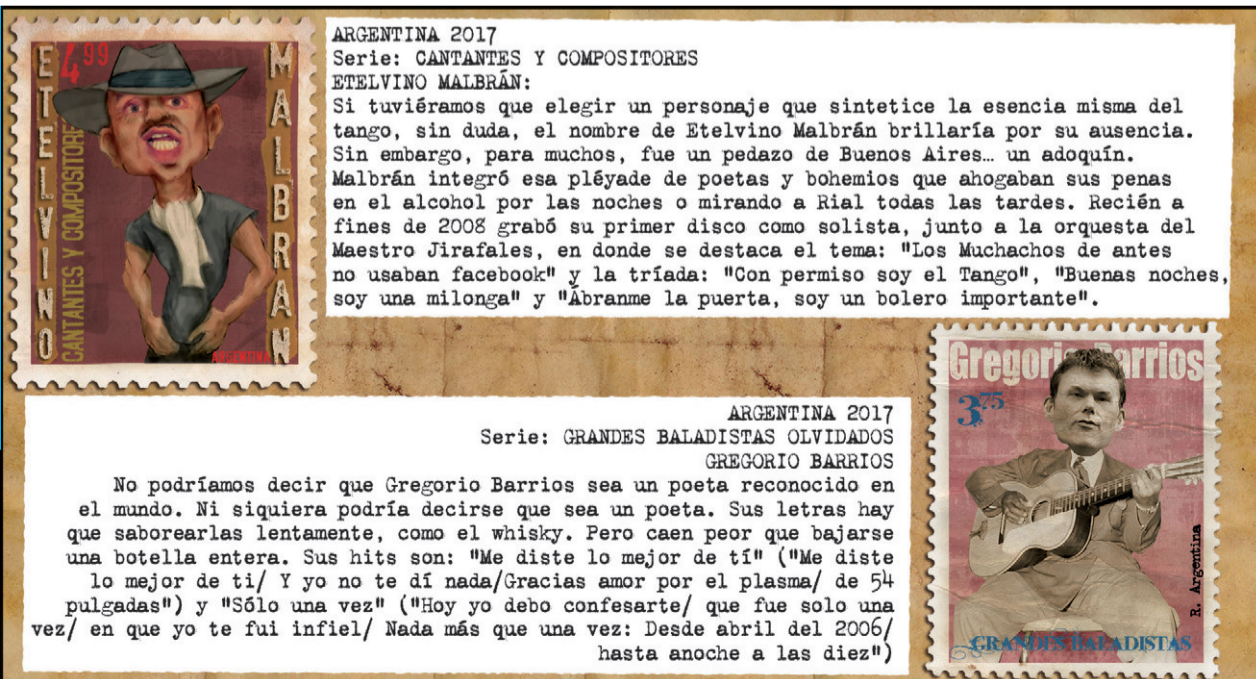 ETELVINO
4 99
MALBRAN
CANTANTES Y COMPOSITORES
ARGENTINA
ARGENTINA 2017
Serie: CANTANTES Y COMPOSITORES
ETELVINO MALBRÁN:
Si tuviéramos que elegir un personaje que sintetice la esencia misma del
tango, sin duda, el nombre de Etelvino Malbrán brillaría por su ausencia.
Sin embargo, para muchos, fue un pedazo de Buenos Aires… un adoquín.
Malbrán integró esa pléyade de poetas y bohemios que ahogaban sus penas
en el alcohol por las noches o mirando a Rial todas las tardes. Recién a
fines de 2008 grabó su primer disco como solista, junto a la orquesta del
Maestro Jirafales, en donde se destaca el tema: "Los Muchachos de antes
no usaban facebook" y la tríada: "Con permiso soy el Tango", "Buenas noches,
soy una milonga" y "Ábranme la puerta, soy un bolero importante".
ARGENTINA 2017
Serie: GRANDES BALADISTAS OLVIDADOS
GREGORIO BARRIOS
No podríamos decir que Gregorio Barrios sea un poeta reconocido en
el mundo. Ni siquiera podría decirse que sea un poeta. Sus letras hay
que saborearlas lentamente, como el whisky. Pero caen peor que bajarse
una botella entera. Sus hits son: "Me diste lo mejor de tí" ("Me diste
lo mejor de ti/ Y yo no te dí nada/Gracias amor por el plasma/ de 54
pulgadas") y "Sólo una vez" ("Hoy yo debo confesarte/ que fue solo una
vez/ en que yo te fui infiel/ Nada más que una vez: Desde abril del 2006/
hasta anoche a las diez")
Gregorio Barrios
3.75
R. Argentina
GRANDES BALADISTAS